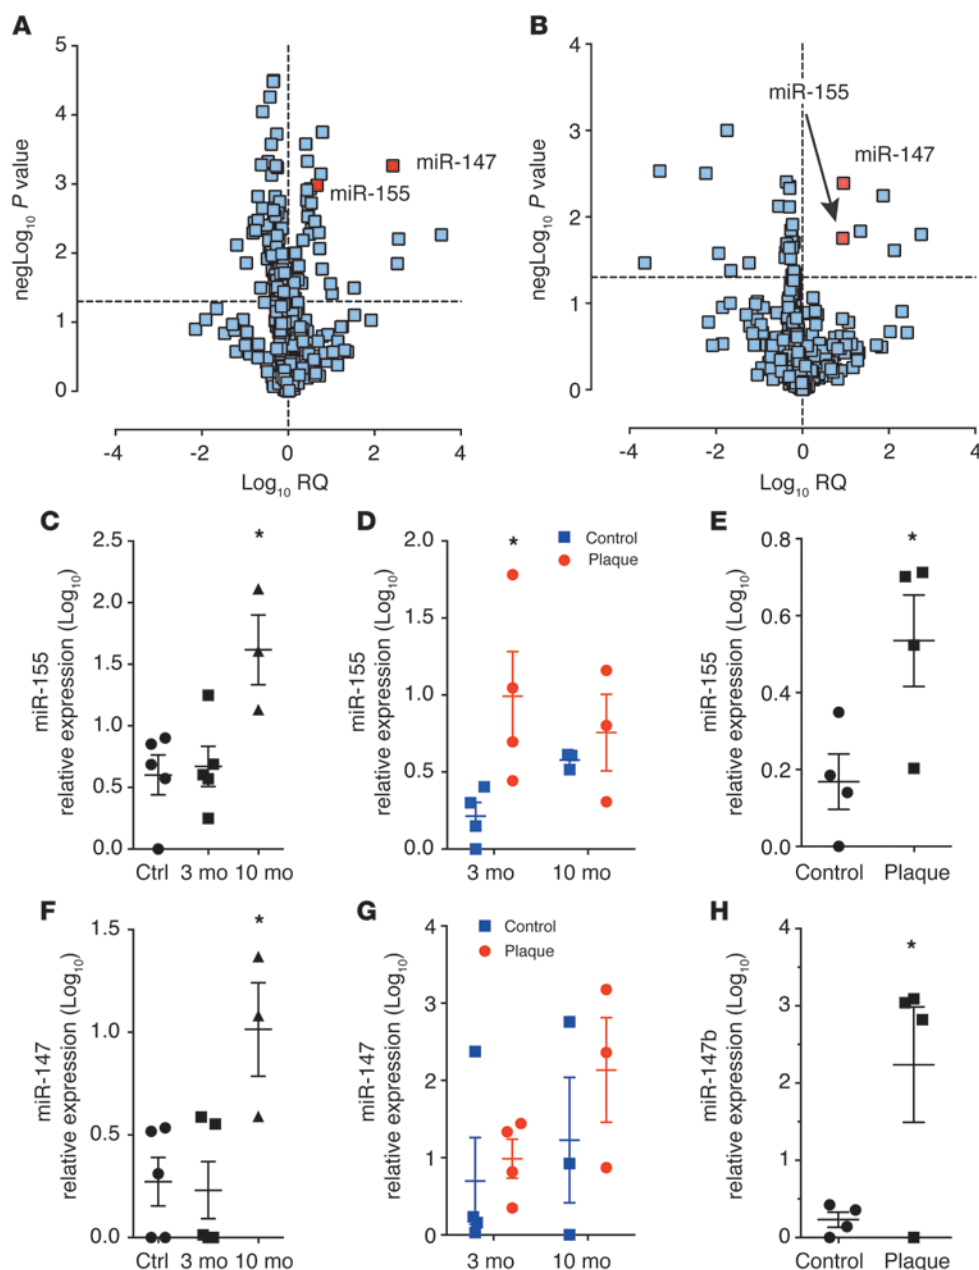 A
5
4
3
2
1
0
negLog10 P value
miR-147
miR-155
-4
-2
0
2
4
Log10 RQ
B
4
3
2
1
0
negLog10 P value
miR-155
miR-147
-4
-2
0
2
4
Log10 RQ
C
2.5
2.0
1.5
1.0
0.5
0.0
miR-155
relative expression (Log10)
*
Ctrl
3 mo
10 mo
D
2.0
1.5
1.0
0.5
0.0
miR-155
relative expression (Log10)
*
Control
Plaque
3 mo
10 mo
E
0.8
0.6
0.4
0.2
0.0
miR-155
relative expression (Log10)
*
Control
Plaque
F
1.5
1.0
0.5
0.0
miR-147
relative expression (Log10)
*
Ctrl
3 mo
10 mo
G
4
3
2
1
0
miR-147
relative expression (Log10)
Control
Plaque
3 mo
10 mo
H
4
3
2
1
0
miR-147b
relative expression (Log10)
*
Control
Plaque